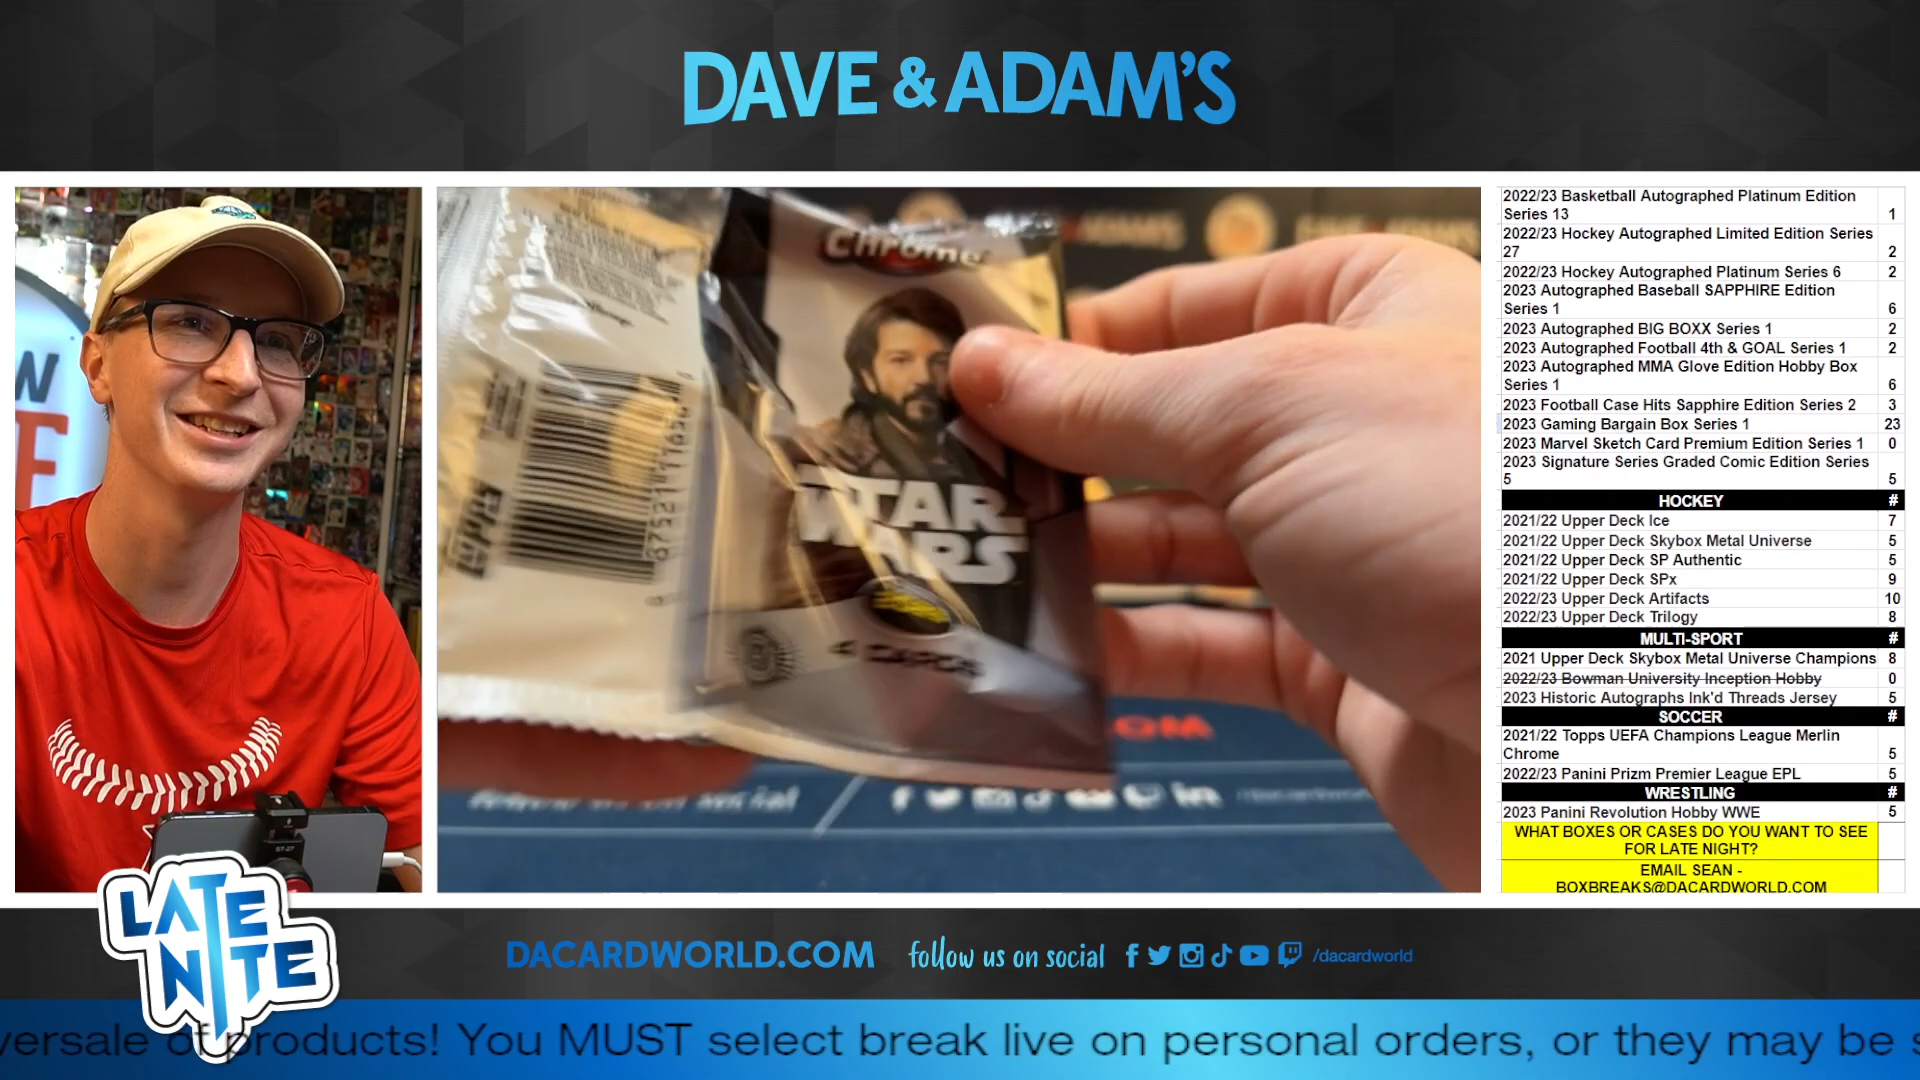 DAVE & ADAM'S
Chrome
STAR
WARS
4 CARDS
follow us on social
2022/23 Basketball Autographed Platinum Edition
Series 13 1
2022/23 Hockey Autographed Limited Edition Series
27 2
2022/23 Hockey Autographed Platinum Series 6 2
2023 Autographed Baseball SAPPHIRE Edition
Series 1 6
2023 Autographed BIG BOXX Series 1 2
2023 Autographed Football 4th & GOAL Series 1 2
2023 Autographed MMA Glove Edition Hobby Box
Series 1 6
2023 Football Case Hits Sapphire Edition Series 2 3
2023 Gaming Bargain Box Series 1 23
2023 Marvel Sketch Card Premium Edition Series 1 0
2023 Signature Series Graded Comic Edition Series
5 5
HOCKEY #
2021/22 Upper Deck Ice 7
2021/22 Upper Deck Skybox Metal Universe 5
2021/22 Upper Deck SP Authentic 5
2021/22 Upper Deck SPx 9
2022/23 Upper Deck Artifacts 10
2022/23 Upper Deck Trilogy 8
MULTI-SPORT #
2021 Upper Deck Skybox Metal Universe Champions 8
2022/23 Bowman University Inception Hobby 0
2023 Historic Autographs Ink'd Threads Jersey 5
SOCCER #
2021/22 Topps UEFA Champions League Merlin
Chrome 5
2022/23 Panini Prizm Premier League EPL 5
WRESTLING #
2023 Panini Revolution Hobby WWE 5
WHAT BOXES OR CASES DO YOU WANT TO SEE
FOR LATE NIGHT?
EMAIL SEAN -
BOXBREAKS@DACARDWORLD.COM
LATE
NITE
DACARDWORLD.COM follow us on social /dacardworld
versale of products! You MUST select break live on personal orders, or they may be s